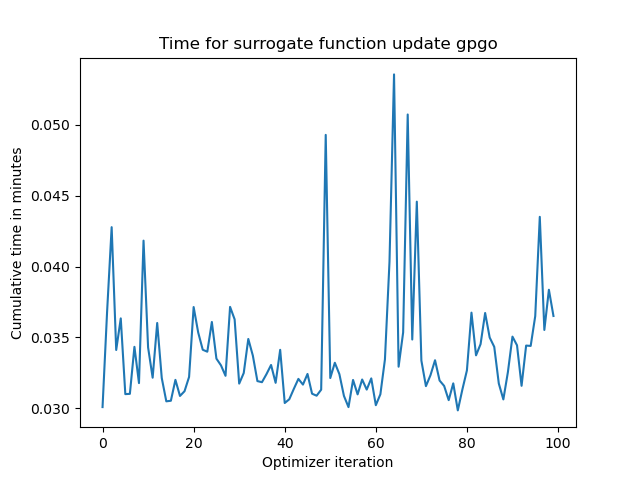 Time for surrogate function update gpgo
Cumulative time in minutes
0.050
0.045
0.040
0.035
0.030
0 20 40 60 80 100
Optimizer iteration